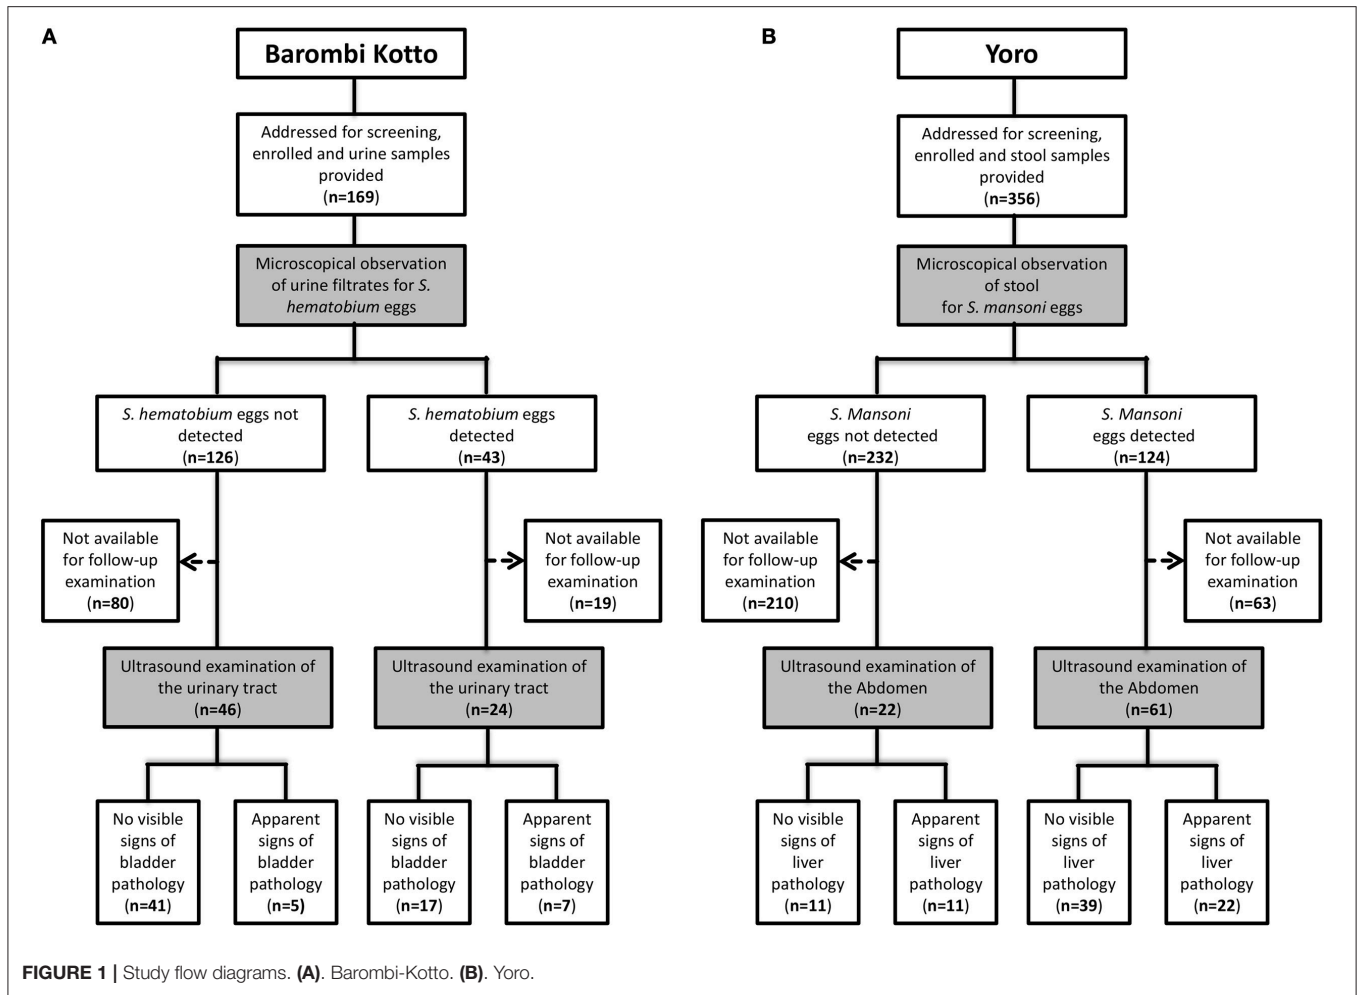 A
Barombi Kotto
Addressed for screening,
enrolled and urine samples
provided
(n=169)
Microscopical observation
of urine filtrates for S.
hematobium eggs
S. hematobium eggs not
detected
(n=126)
S. hematobium eggs
detected
(n=43)
Not available
for follow-up
examination
(n=80)
Not available
for follow-up
examination
(n=19)
Ultrasound examination of
the urinary tract
(n=46)
Ultrasound examination of
the urinary tract
(n=24)
No visible
signs of
bladder
pathology
(n=41)
Apparent
signs of
bladder
pathology
(n=5)
No visible
signs of
bladder
pathology
(n=17)
Apparent
signs of
bladder
pathology
(n=7)
B
Yoro
Addressed for screening,
enrolled and stool samples
provided
(n=356)
Microscopical observation
of stool
for S. mansoni eggs
S. Mansoni
eggs not detected
(n=232)
S. Mansoni
eggs detected
(n=124)
Not available
for follow-up
examination
(n=210)
Not available
for follow-up
examination
(n=63)
Ultrasound examination of
the Abdomen
(n=22)
Ultrasound examination of
the Abdomen
(n=61)
No visible
signs of
liver
pathology
(n=11)
Apparent
signs of
liver
pathology
(n=11)
No visible
signs of
liver
pathology
(n=39)
Apparent
signs of
liver
pathology
(n=22)
FIGURE 1 | Study flow diagrams. (A). Barombi-Kotto. (B). Yoro.